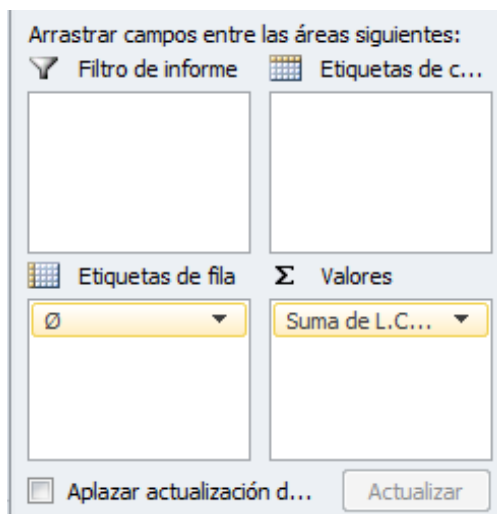 Arrastrar campos entre las áreas siguientes:
Filtro de informe
Etiquetas de c...
Etiquetas de fila
Σ Valores
Ø
Suma de L.C...
Aplazar actualización d...
Actualizar